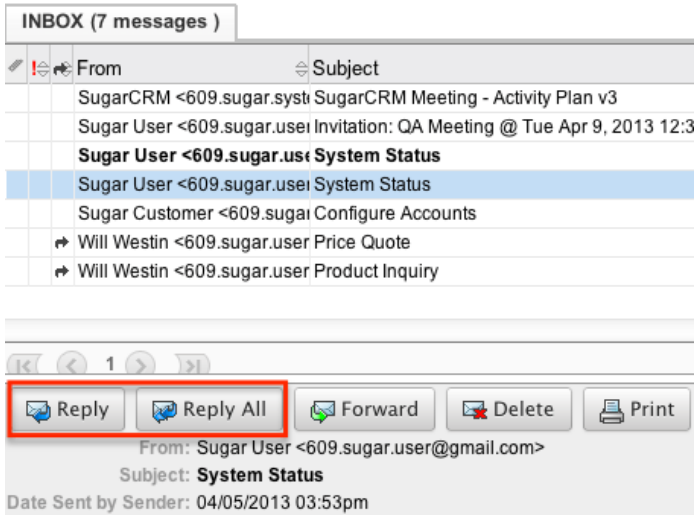 INBOX (7 messages )
! From Subject
SugarCRM <609.sugar.syst SugarCRM Meeting - Activity Plan v3
Sugar User <609.sugar.user Invitation: QA Meeting @ Tue Apr 9, 2013 12:3
Sugar User <609.sugar.use System Status
Sugar User <609.sugar.user System Status
Sugar Customer <609.sugar Configure Accounts
Will Westin <609.sugar.user Price Quote
Will Westin <609.sugar.user Product Inquiry
1
Reply Reply All Forward Delete Print
From: Sugar User <609.sugar.user@gmail.com>
Subject: System Status
Date Sent by Sender: 04/05/2013 03:53pm